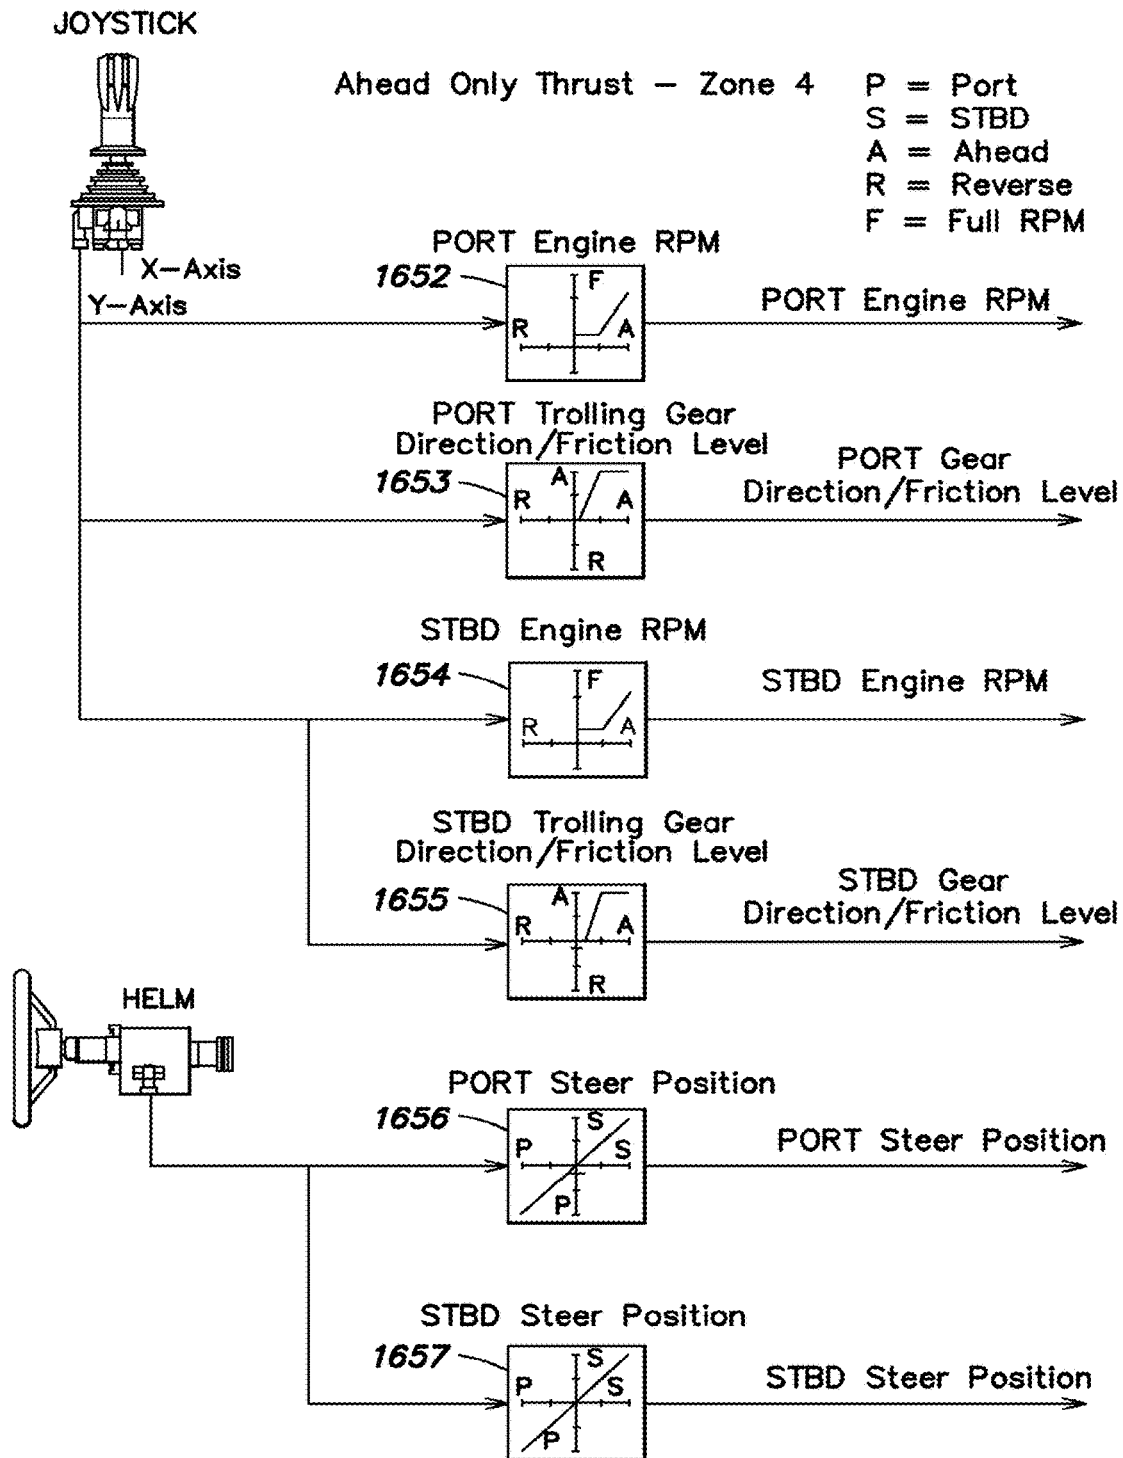 JOYSTICK
Ahead Only Thrust – Zone 4
P = Port
S = STBD
A = Ahead
R = Reverse
F = Full RPM
X–Axis
Y–Axis
PORT Engine RPM
1652
F
R
A
PORT Engine RPM
PORT Trolling Gear
Direction/Friction Level
1653
A
R
A
R
PORT Gear
Direction/Friction Level
STBD Engine RPM
1654
F
R
A
STBD Engine RPM
STBD Trolling Gear
Direction/Friction Level
1655
A
R
A
R
STBD Gear
Direction/Friction Level
HELM
PORT Steer Position
1656
S
P
S
P
PORT Steer Position
STBD Steer Position
1657
S
P
S
P
STBD Steer Position